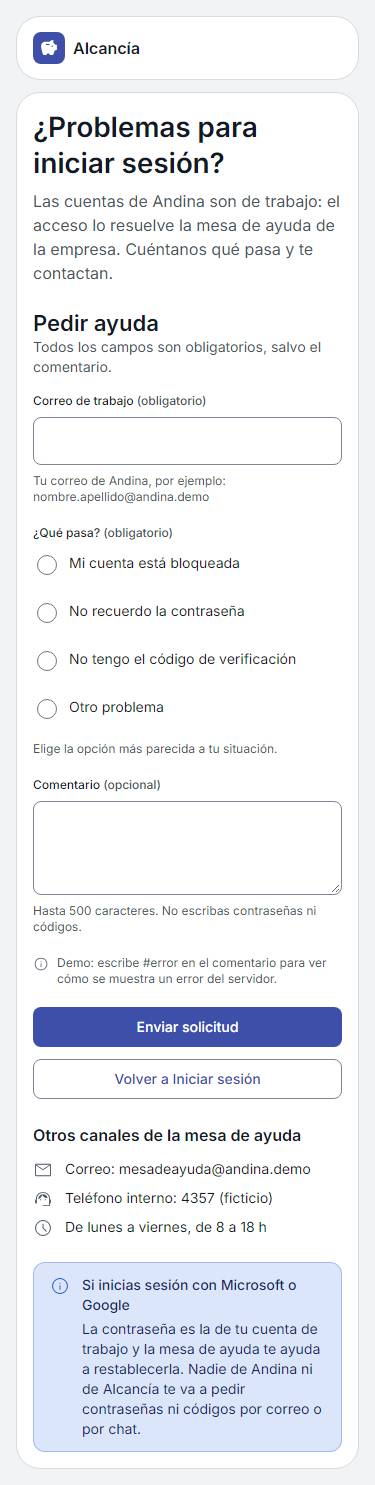 Alcancía
¿Problemas para
iniciar sesión?
Las cuentas de Andina son de trabajo: el
acceso lo resuelve la mesa de ayuda de
la empresa. Cuéntanos qué pasa y te
contactan.
Pedir ayuda
Todos los campos son obligatorios, salvo el
comentario.
Correo de trabajo (obligatorio)
Tu correo de Andina, por ejemplo:
nombre.apellido@andina.demo
¿Qué pasa? (obligatorio)
Mi cuenta está bloqueada
No recuerdo la contraseña
No tengo el código de verificación
Otro problema
Elige la opción más parecida a tu situación.
Comentario (opcional)
Hasta 500 caracteres. No escribas contraseñas ni
códigos.
Demo: escribe #error en el comentario para ver
cómo se muestra un error del servidor.
Enviar solicitud
Volver a Iniciar sesión
Otros canales de la mesa de ayuda
Correo: mesadeayuda@andina.demo
Teléfono interno: 4357 (ficticio)
De lunes a viernes, de 8 a 18 h
Si inicias sesión con Microsoft o
Google
La contraseña es la de tu cuenta de
trabajo y la mesa de ayuda te ayuda
a restablecerla. Nadie de Andina ni
de Alcancía te va a pedir
contraseñas ni códigos por correo o
por chat.